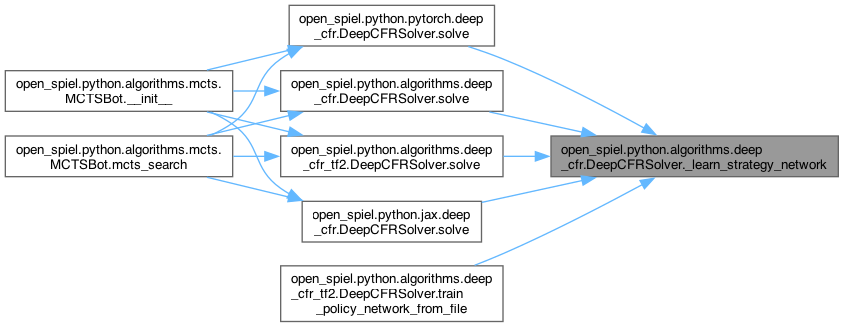 open_spiel.python.pytorch.deep
_cfr.DeepCFRSolver.solve
open_spiel.python.algorithms.mcts.
MCTSBot.__init__
open_spiel.python.algorithms.deep
_cfr.DeepCFRSolver.solve
open_spiel.python.algorithms.mcts.
MCTSBot.mcts_search
open_spiel.python.algorithms.deep
_cfr_tf2.DeepCFRSolver.solve
open_spiel.python.algorithms.deep
_cfr.DeepCFRSolver._learn_strategy_network
open_spiel.python.jax.deep
_cfr.DeepCFRSolver.solve
open_spiel.python.algorithms.deep
_cfr_tf2.DeepCFRSolver.train
_policy_network_from_file